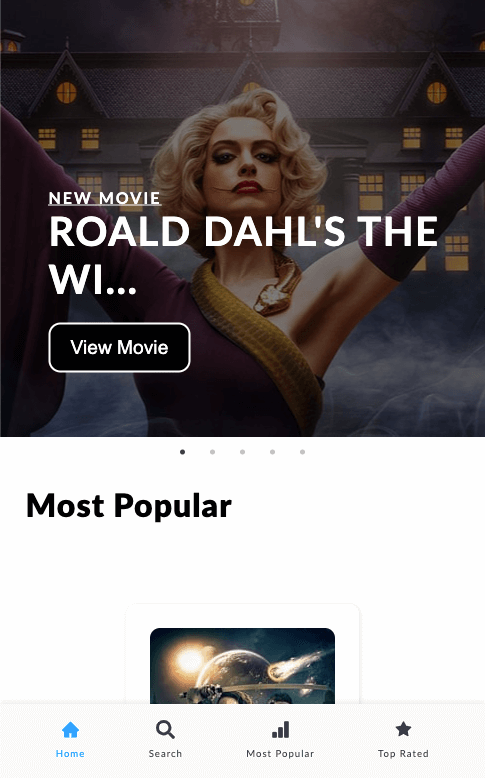 NEW MOVIE
ROALD DAHL'S THE
WI...
View Movie
Most Popular
Home
Search
Most Popular
Top Rated